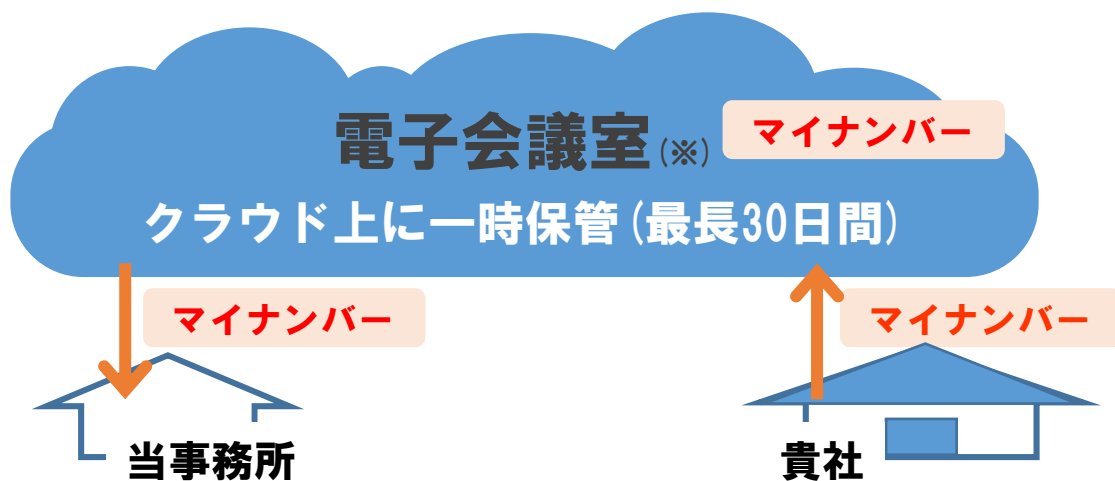 電子会議室(※)
マイナンバー
クラウド上に一時保管(最長30日間)
マイナンバー
マイナンバー
当事務所
貴社